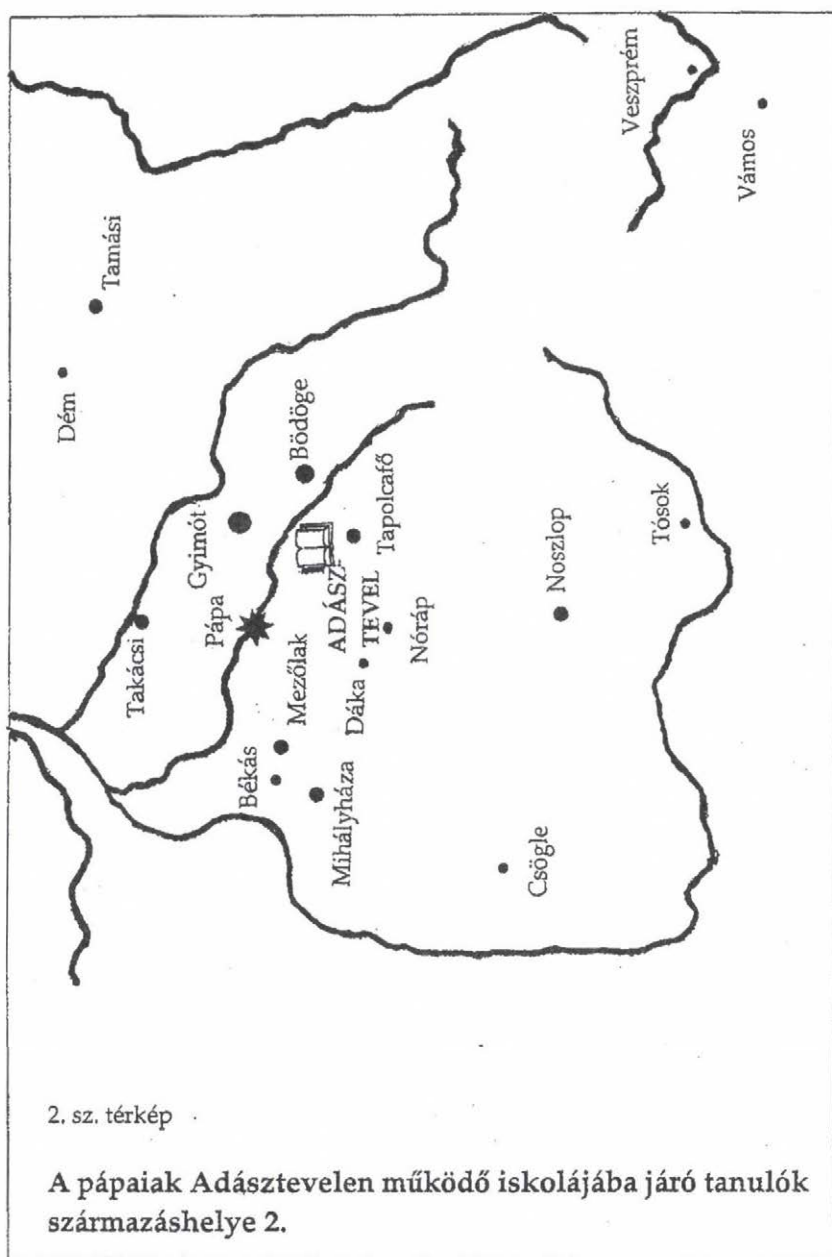 Veszprém
Vámos
Tamási
Dém
Bödöge
Gyimót
Tapolcafő
Tósok
Noszlop
ADÁSZ-
TEVEL
Nóráp
Pápa
Takácsi
Mezőlak
Dáka
Békás
Mihályháza
Csögle
2. sz. térkép
A pápaiak Adásztevelen működő iskolájába járó tanulók
származáshelye 2.